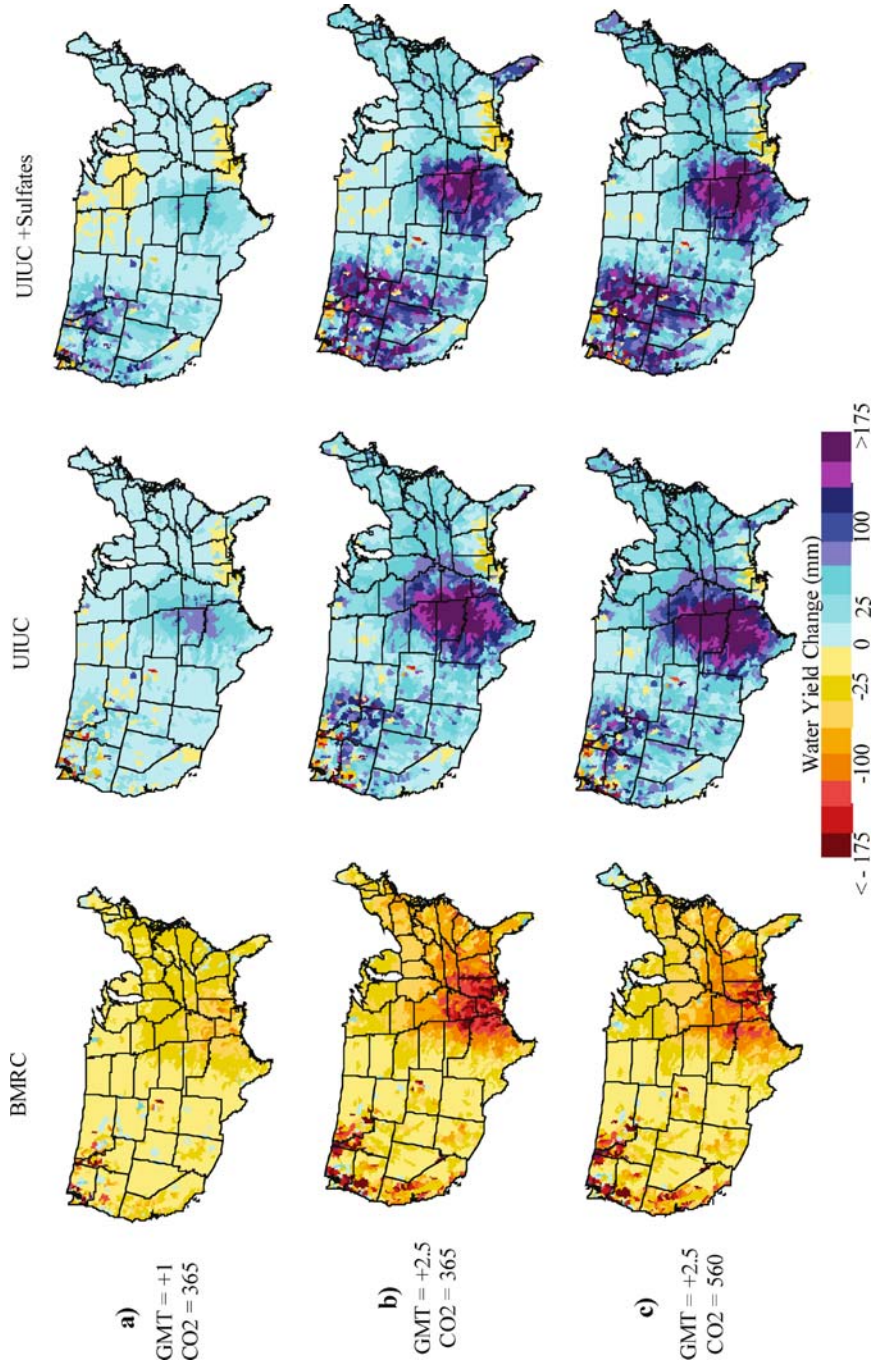 BMRC
UIUC
UIUC +Sulfates
a)
GMT = +1
CO2 = 365
b)
GMT = +2.5
CO2 = 365
c)
GMT = +2.5
CO2 = 560
Water Yield Change (mm)
< - 175
-100
-25
0
25
100
>175